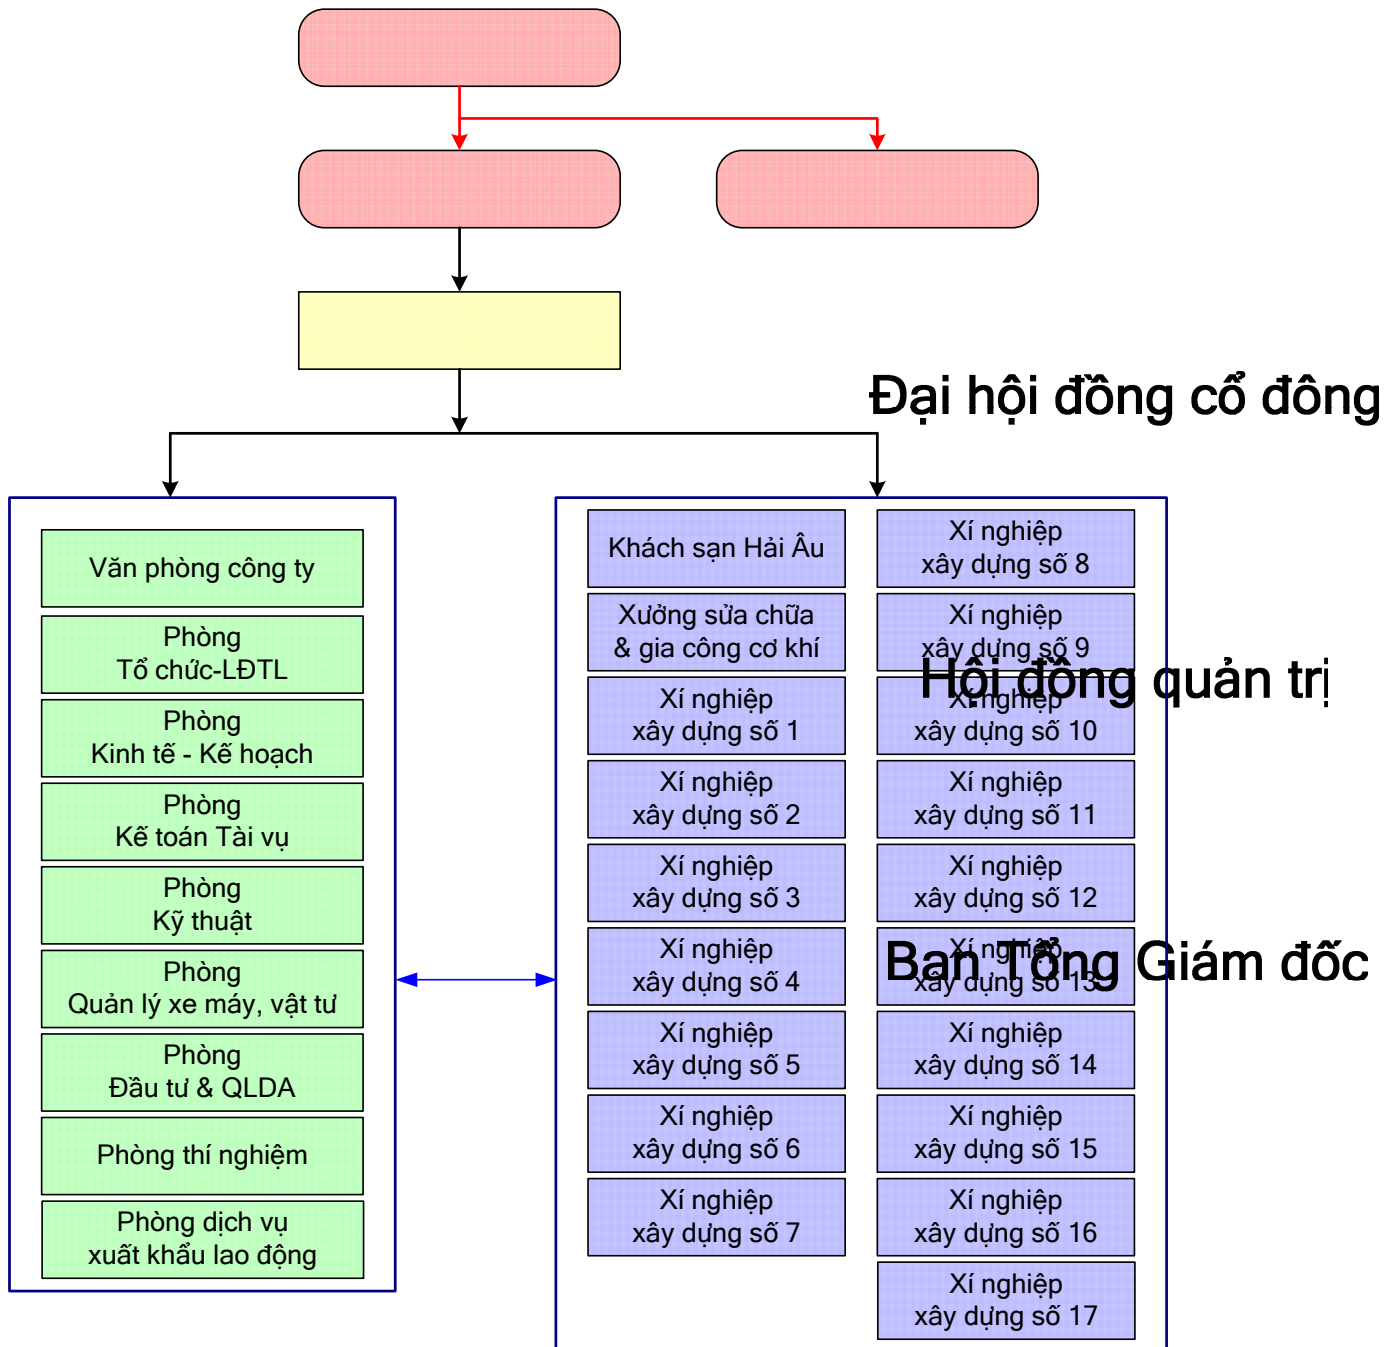 Đại hội đồng cổ đông
Văn phòng công ty
Phòng
Tổ chức-LĐTL
Phòng
Kinh tế - Kế hoạch
Phòng
Kế toán Tài vụ
Phòng
Kỹ thuật
Phòng
Quản lý xe máy, vật tư
Phòng
Đầu tư & QLDA
Phòng thí nghiệm
Phòng dịch vụ
xuất khẩu lao động
Khách sạn Hải Âu
Xưởng sửa chữa
& gia công cơ khí
Xí nghiệp
xây dựng số 1
Xí nghiệp
xây dựng số 2
Xí nghiệp
xây dựng số 3
Xí nghiệp
xây dựng số 4
Xí nghiệp
xây dựng số 5
Xí nghiệp
xây dựng số 6
Xí nghiệp
xây dựng số 7
Xí nghiệp
xây dựng số 8
Xí nghiệp
xây dựng số 9
Hội đồng quản trị
Xí nghiệp
xây dựng số 10
Xí nghiệp
xây dựng số 11
Xí nghiệp
xây dựng số 12
Ban Tổng Giám đốc
Xí nghiệp
xây dựng số 13
Xí nghiệp
xây dựng số 14
Xí nghiệp
xây dựng số 15
Xí nghiệp
xây dựng số 16
Xí nghiệp
xây dựng số 17